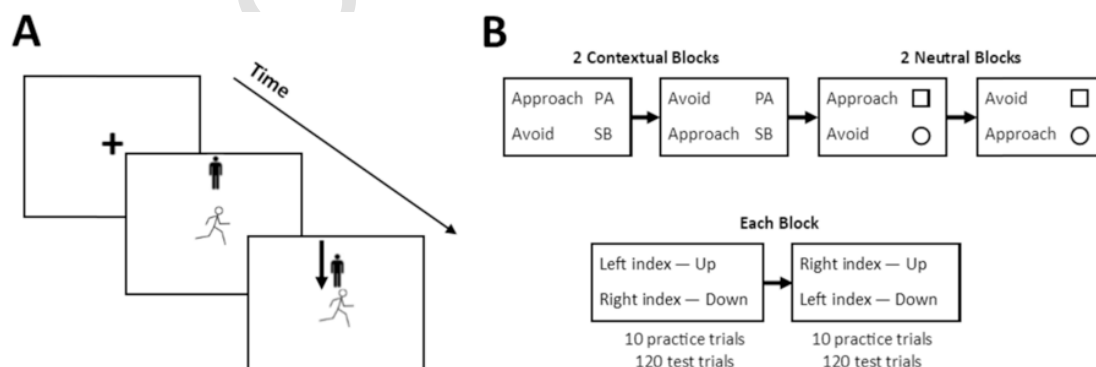 A
Time
B
2 Contextual Blocks
2 Neutral Blocks
Approach PA
Avoid SB
Avoid PA
Approach SB
Approach
Avoid
Avoid
Approach
Each Block
Left index — Up
Right index — Down
Right index — Up
Left index — Down
10 practice trials
120 test trials
10 practice trials
120 test trials